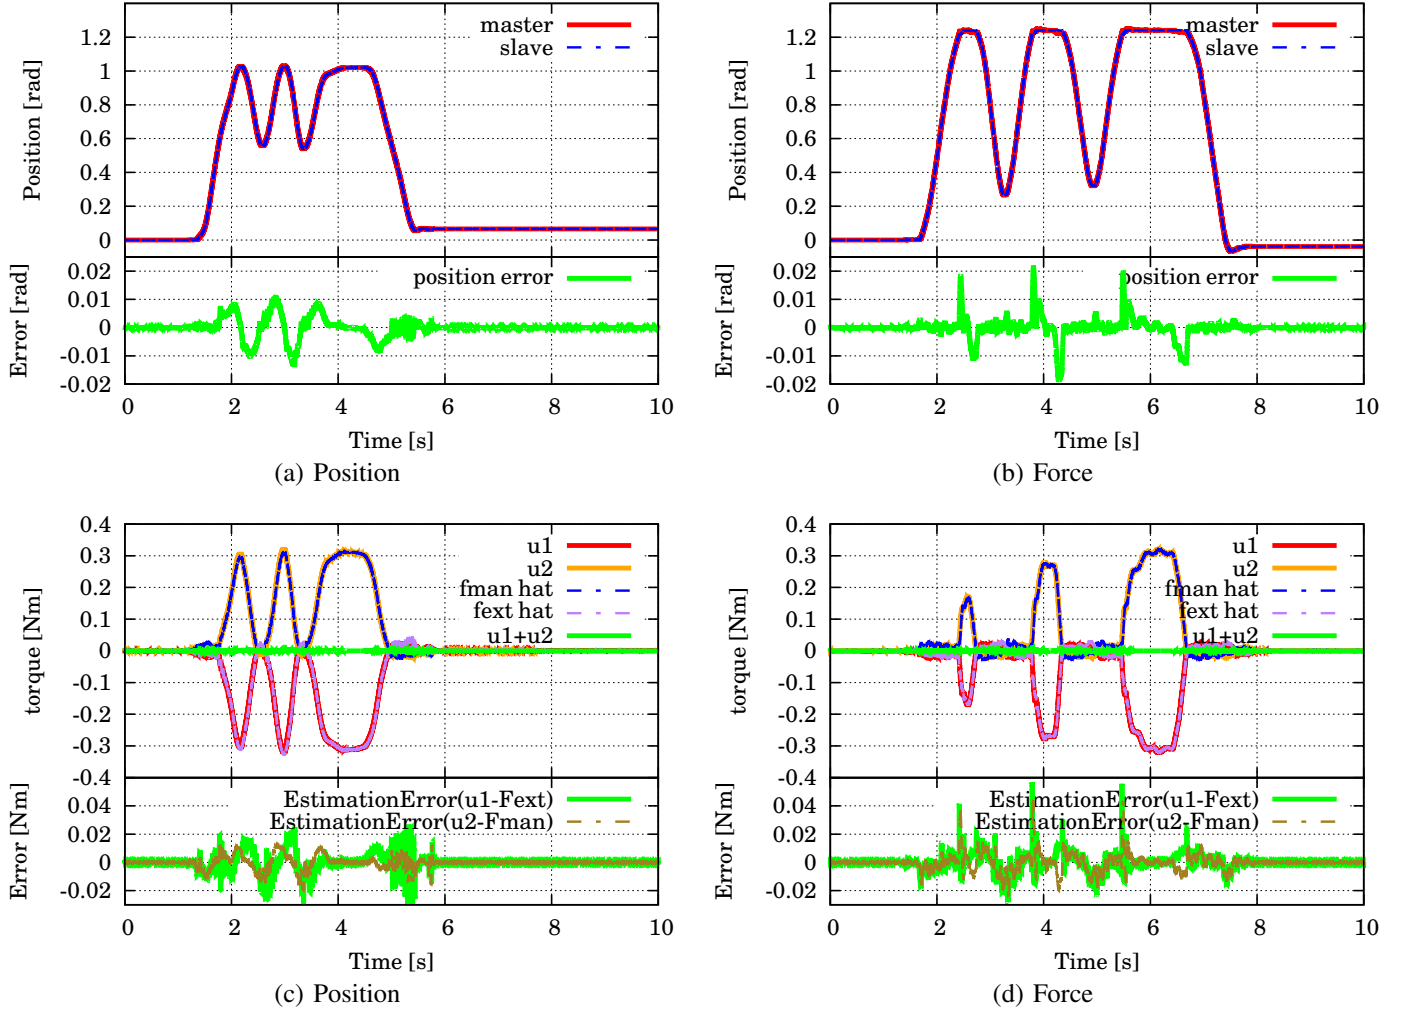 master
slave
1.2
1
0.8
0.6
0.4
0.2
0
Position [rad]
position error
0.02
0.01
0
-0.01
-0.02
Error [rad]
0 2 4 6 8 10
Time [s]
(a) Position
master
slave
1.2
1
0.8
0.6
0.4
0.2
0
Position [rad]
position error
0.02
0.01
0
-0.01
-0.02
Error [rad]
0 2 4 6 8 10
Time [s]
(b) Force
0.4
0.3
0.2
0.1
0
-0.1
-0.2
-0.3
-0.4
torque [Nm]
u1
u2
fman hat
fext hat
u1+u2
EstimationError(u1-Fext)
EstimationError(u2-Fman)
0.04
0.02
0
-0.02
Error [Nm]
0 2 4 6 8 10
Time [s]
(c) Position
0.4
0.3
0.2
0.1
0
-0.1
-0.2
-0.3
-0.4
torque [Nm]
u1
u2
fman hat
fext hat
u1+u2
EstimationError(u1-Fext)
EstimationError(u2-Fman)
0.04
0.02
0
-0.02
Error [Nm]
0 2 4 6 8 10
Time [s]
(d) Force